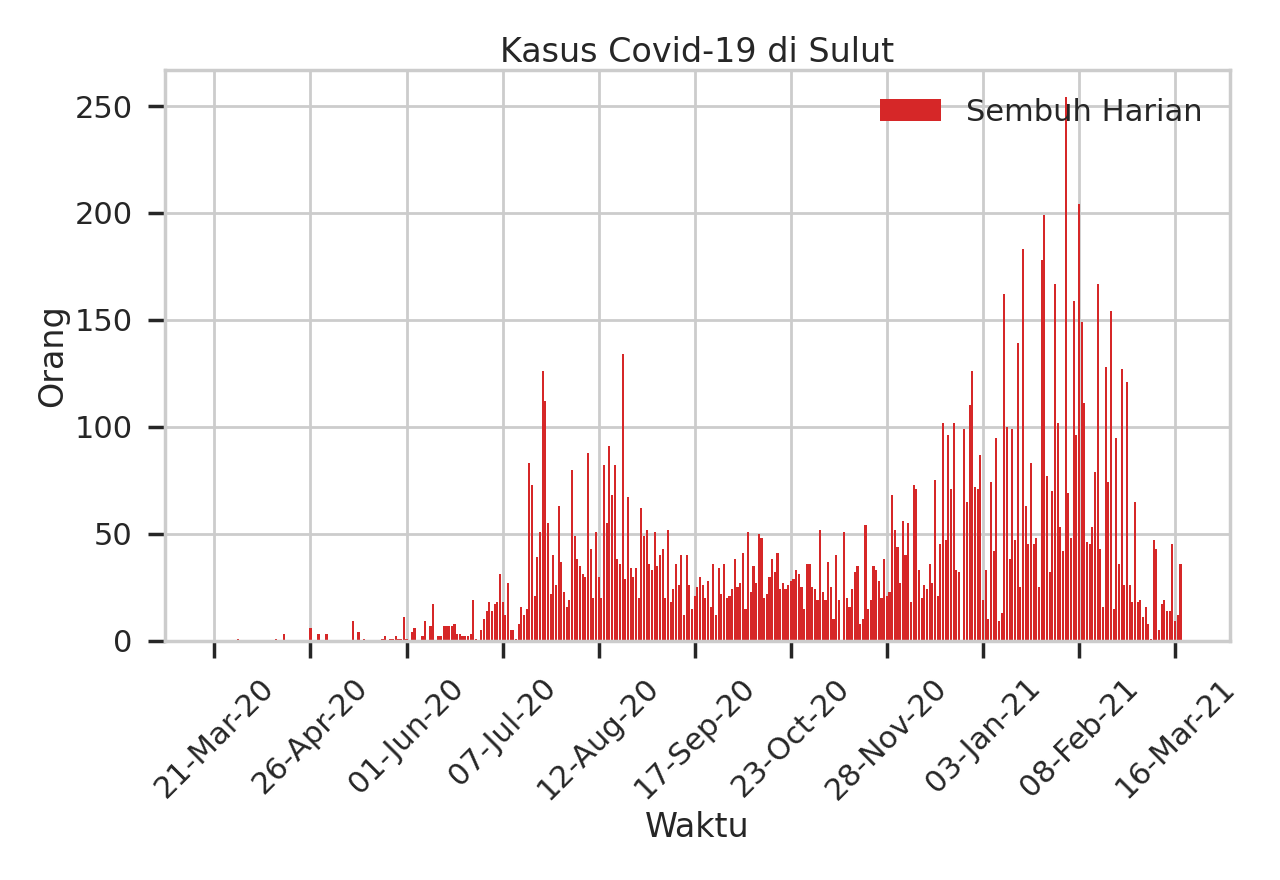 Kasus Covid-19 di Sulut
Sembuh Harian
Orang
250
200
150
100
50
0
21-Mar-20
26-Apr-20
01-Jun-20
07-Jul-20
12-Aug-20
17-Sep-20
23-Oct-20
28-Nov-20
03-Jan-21
08-Feb-21
16-Mar-21
Waktu